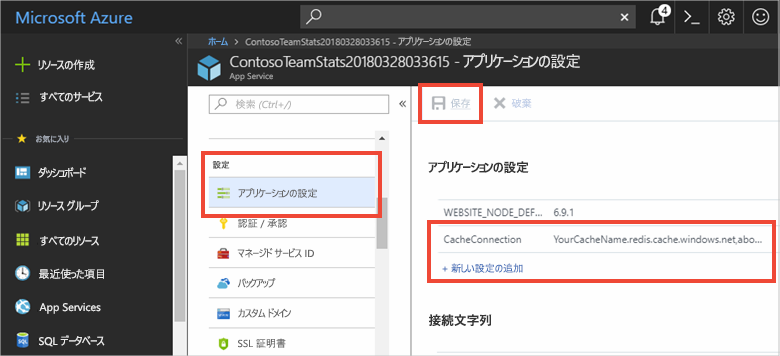 Microsoft Azure
4
リソースの作成
すべてのサービス
お気に入り
ダッシュボード
リソース グループ
すべてのリソース
最近使った項目
App Services
SQL データベース
ホーム > ContosoTeamStats20180328033615 - アプリケーションの設定
ContosoTeamStats20180328033615 - アプリケーションの設定
App Service
検索 (Ctrl+/)
設定
アプリケーションの設定
認証 / 承認
マネージド サービス ID
バックアップ
カスタム ドメイン
SSL 証明書
保存
破棄
アプリケーションの設定
WEBSITE_NODE_DEF... 6.9.1
CacheConnection YourCacheName.redis.cache.windows.net,abo...
+ 新しい設定の追加
接続文字列